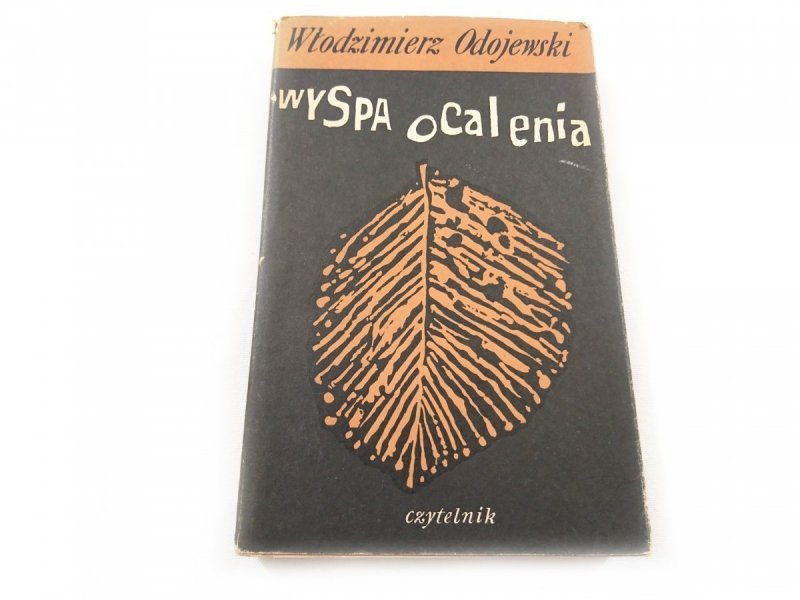 Włodzimierz Odojewski
WYSPA ocalenia
czytelnik